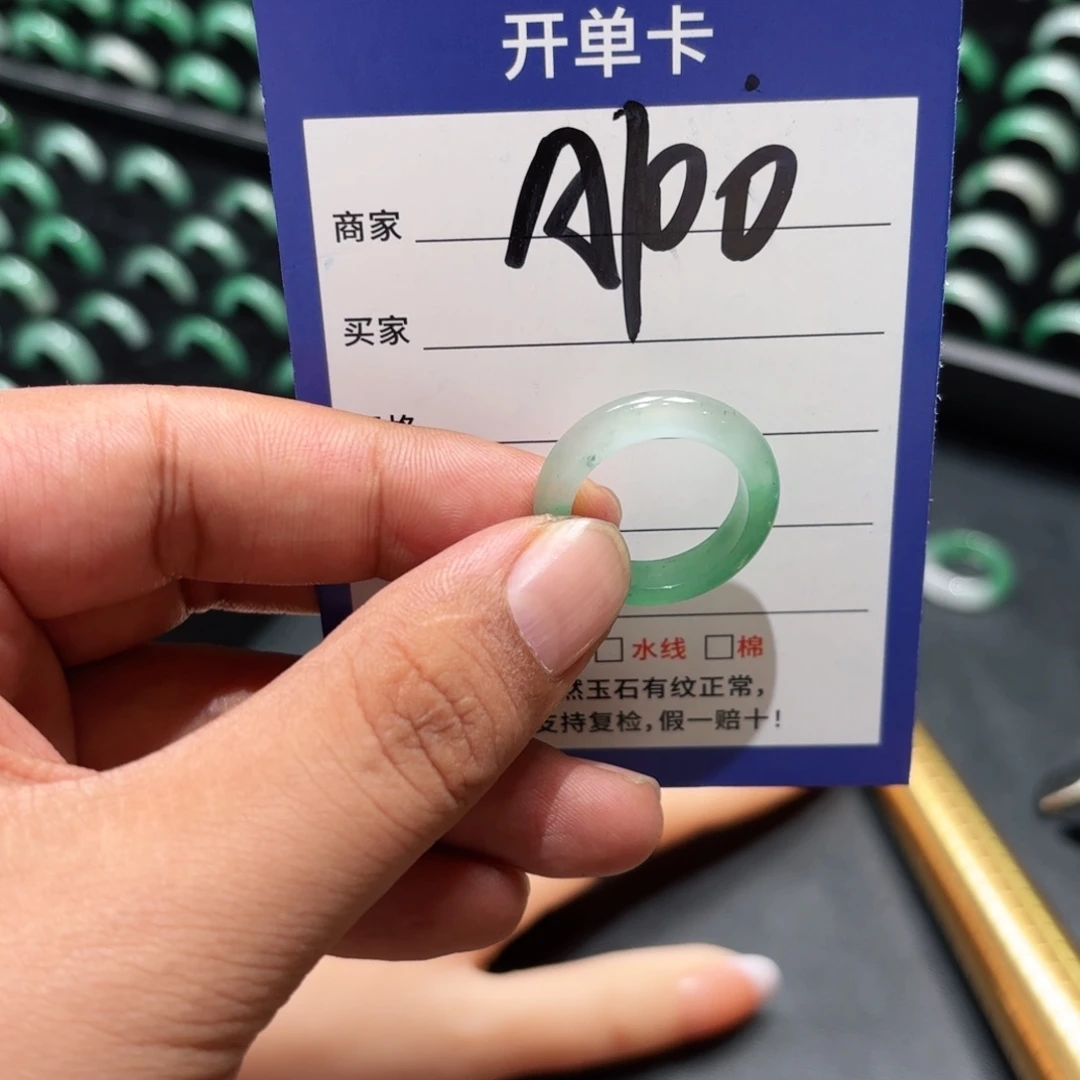 开单卡
商家 Apo
买家
格
□水线 □棉
然玉石有纹正常，
支持复检，假一赔十！